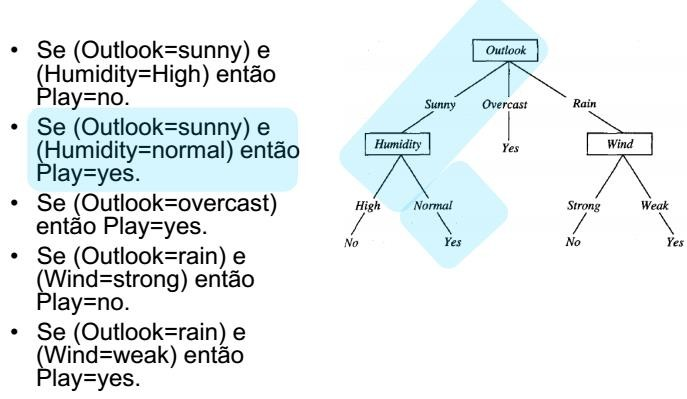 • Se (Outlook=sunny) e
(Humidity=High) então
Play=no.
• Se (Outlook=sunny) e
(Humidity=normal) então
Play=yes.
• Se (Outlook=overcast)
então Play=yes.
• Se (Outlook=rain) e
(Wind=strong) então
Play=no.
• Se (Outlook=rain) e
(Wind=weak) então
Play=yes.
Outlook
Sunny Overcast Rain
Humidity Yes Wind
High Normal Strong Weak
No Yes No Yes